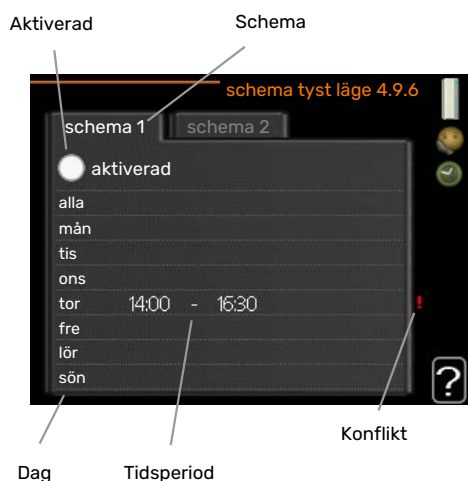 Aktiverad
Schema
schema tyst läge 4.9.6
schema 1
schema 2
aktiverad
alla
mån
tis
ons
tor 14:00 - 16:30 !
fre
lör
sön
?
Konflikt
Dag
Tidsperiod